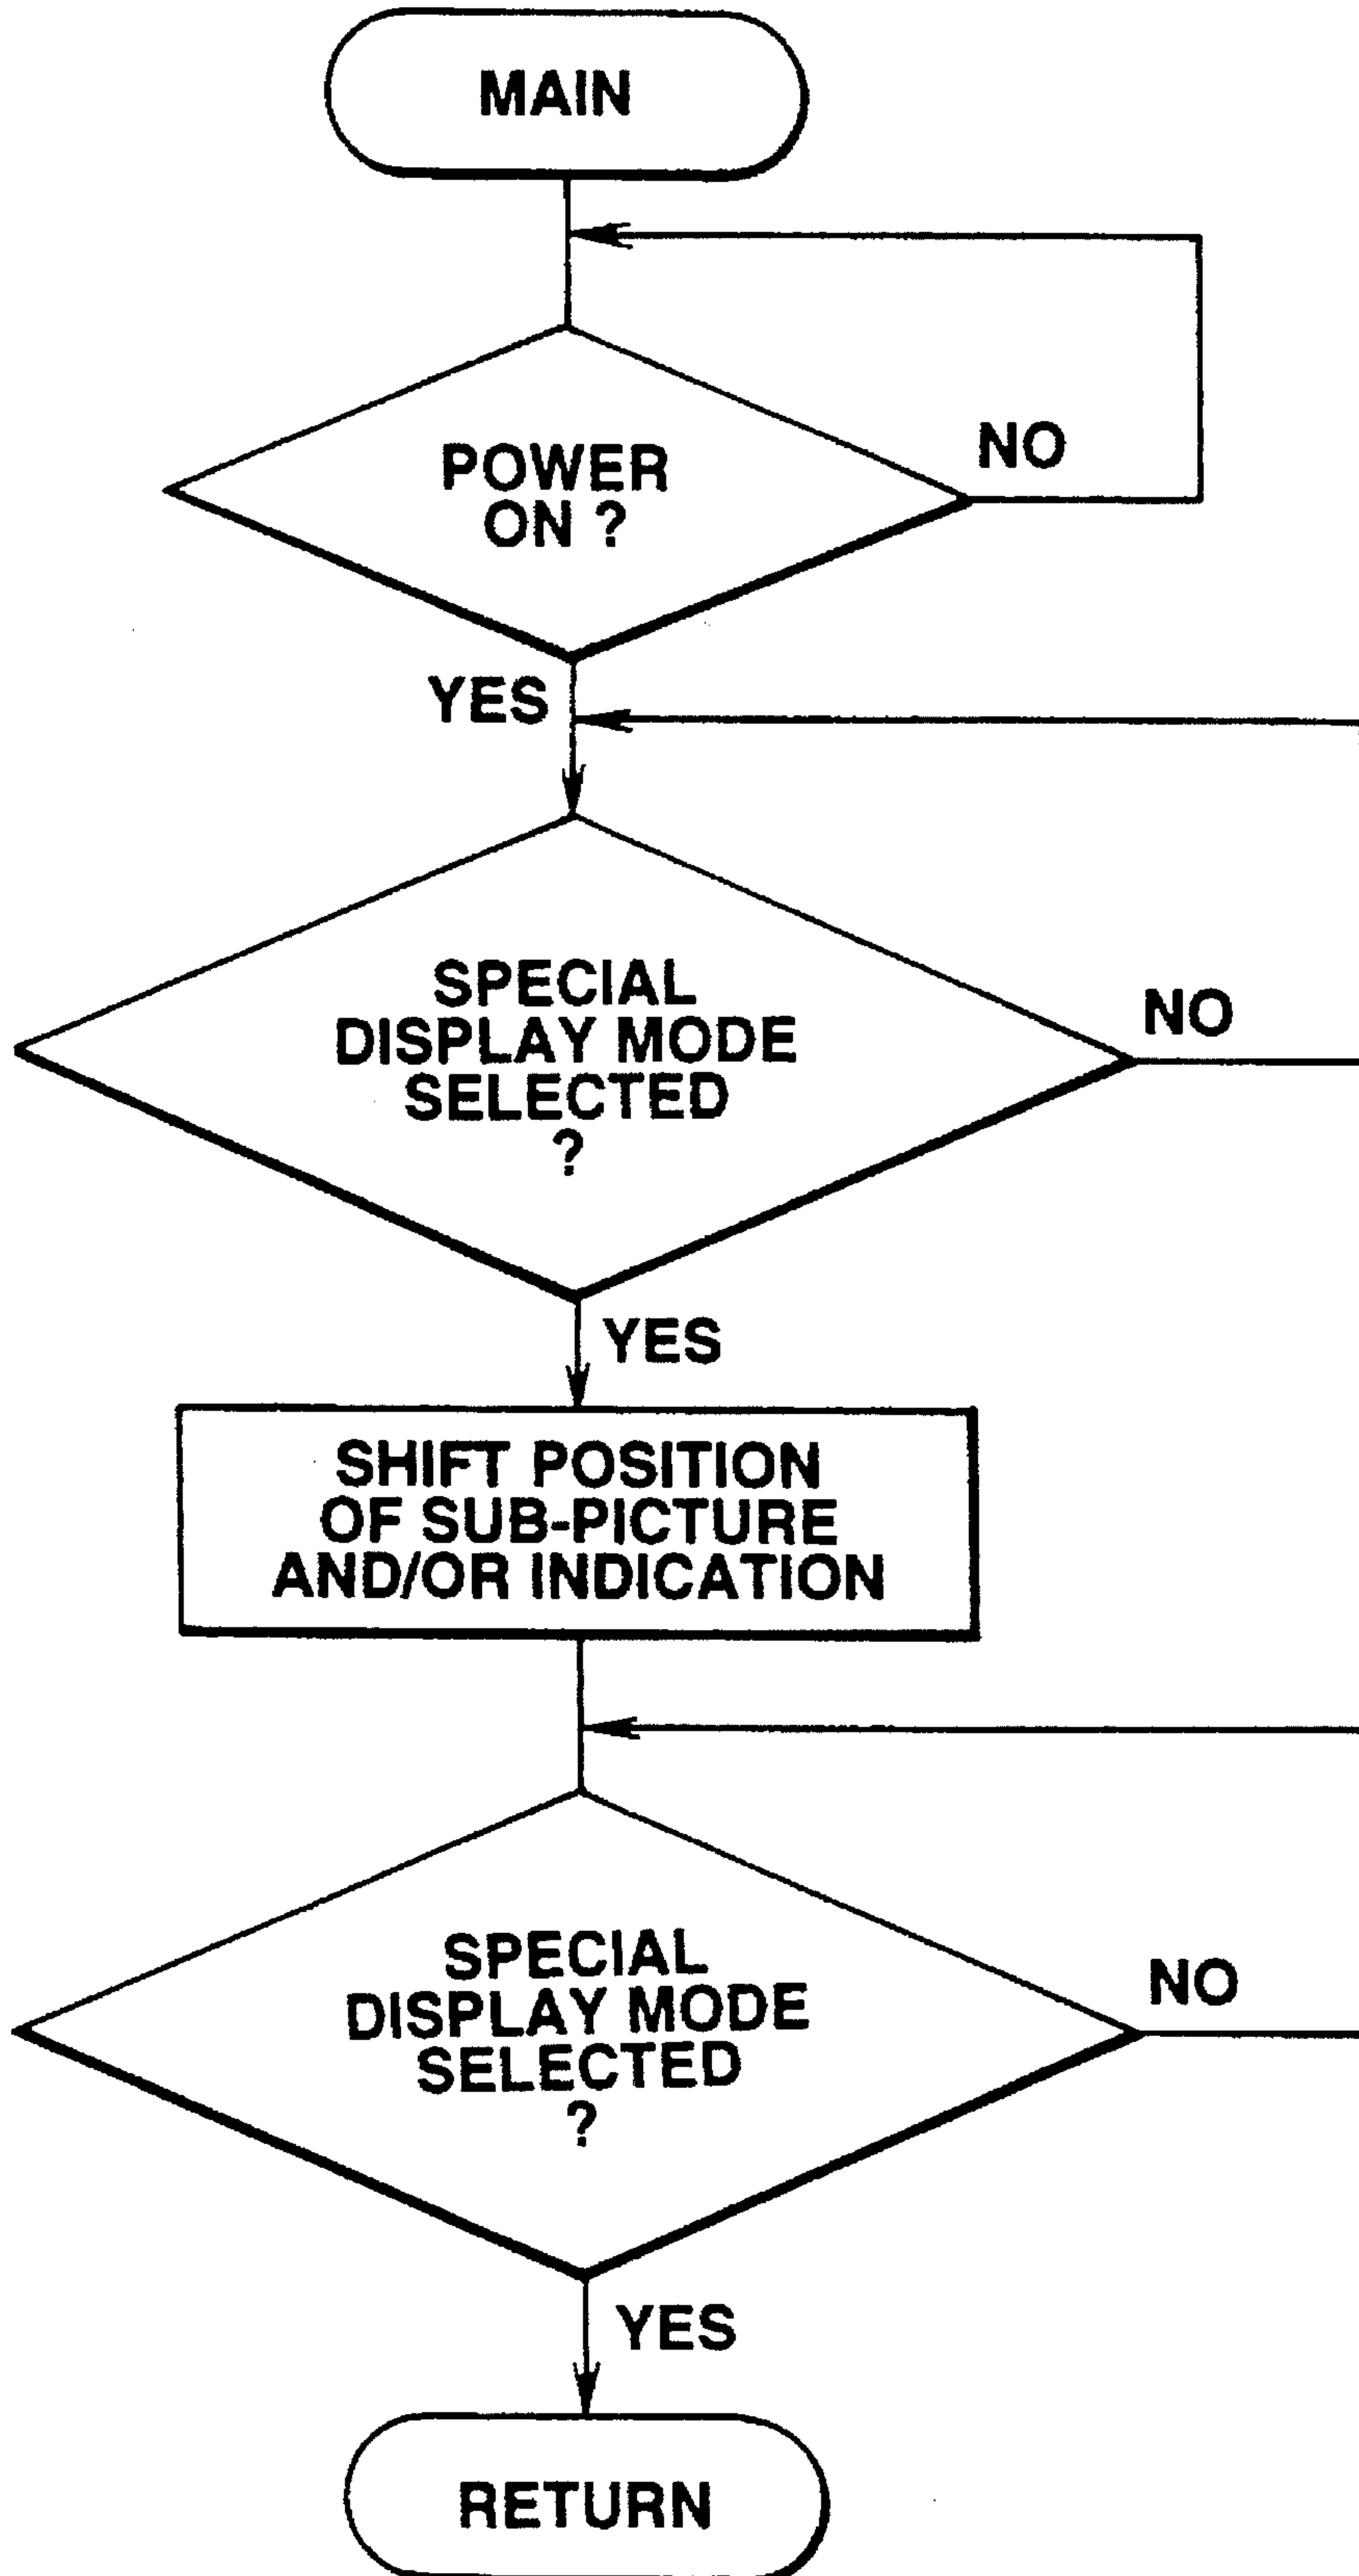 MAIN
POWER
ON ?
NO
YES
SPECIAL
DISPLAY MODE
SELECTED
?
NO
YES
SHIFT POSITION
OF SUB-PICTURE
AND/OR INDICATION
SPECIAL
DISPLAY MODE
SELECTED
?
NO
YES
RETURN